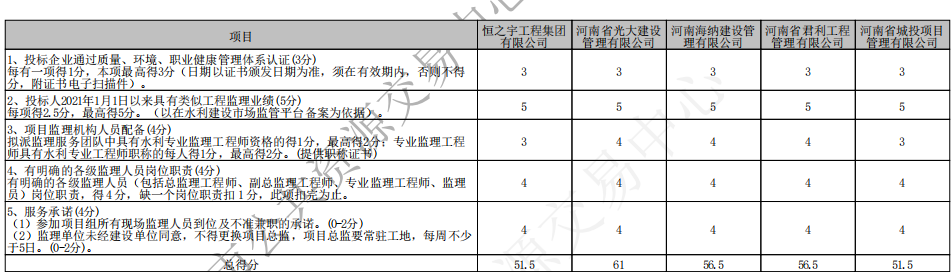 项目 恒之宇工程集团有限公司 河南省光大建设管理有限公司 河南海纳建设管理有限公司 河南省君利工程管理有限公司 河南省城投项目管理有限公司
1、投标企业通过质量、环境、职业健康管理体系认证(3分)
每有一项得1分，本项最高得3分（日期以证书颁发日期为准，须在有效期内，否则不得
分，附证书电子扫描件）。
3 3 3 3 3
2、投标人2021年1月1日以来具有类似工程监理业绩(5分)
每项得2.5分，最高得5分。（以在水利建设市场监管平台备案为依据）。
5 5 5 5 5
3、项目监理机构人员配备(4分)
拟派监理服务团队中具有水利专业监理工程师资格的得1分，最高得2分；专业监理工程
师具有水利专业工程师职称的每人得1分，最高得2分。(提供职称证书)
3 4 4 4 3
4、有明确的各级监理人员岗位职责(4分)
有明确的各级监理人员（包括总监理工程师、副总监理工程师、专业监理工程师、监理
员）岗位职责，得４分，缺一个岗位职责扣１分，此项扣完为止。
4 4 4 4 4
5、服务承诺(4分)
（1）参加项目组所有现场监理人员到位及不准兼职的承诺。(0-2分)
（2）监理单位未经建设单位同意，不得更换项目总监，项目总监要常驻工地，每周不少
于5日。(0-2分)。
4 4 4 4 4
总得分 51.5 61 56.5 56.5 51.5
市公共资源交易中心
源交易中心